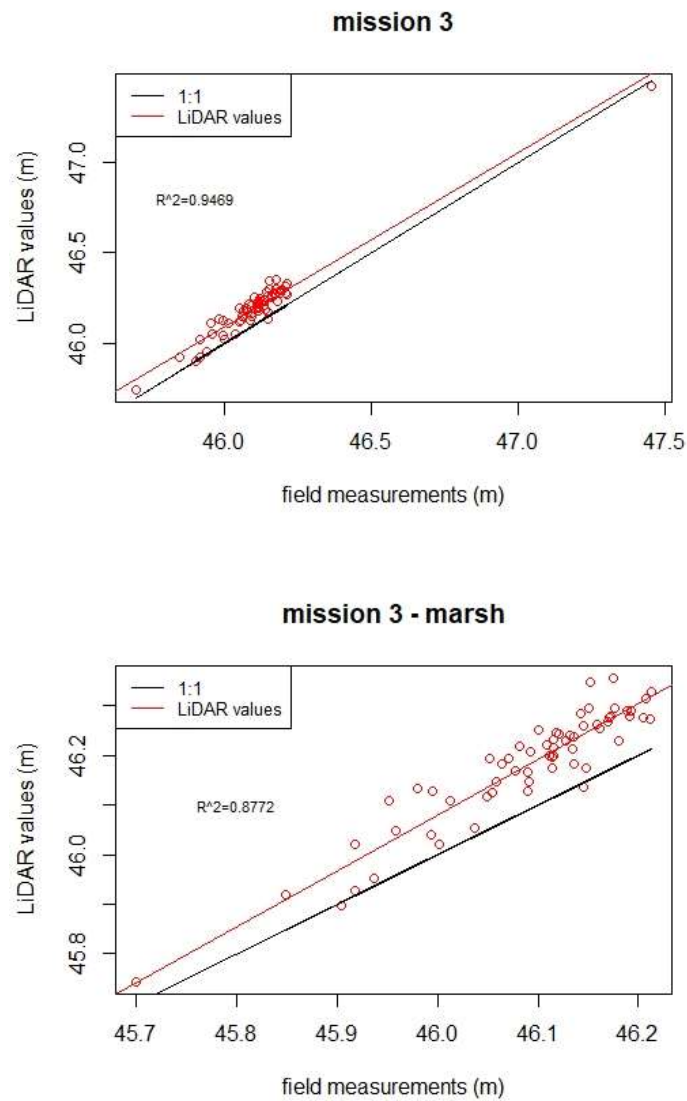 mission 3
1:1
LiDAR values
R^2=0.9469
LiDAR values (m)
47.0
46.5
46.0
46.0 46.5 47.0 47.5
field measurements (m)
mission 3 - marsh
1:1
LiDAR values
R^2=0.8772
LiDAR values (m)
46.2
46.0
45.8
45.7 45.8 45.9 46.0 46.1 46.2
field measurements (m)